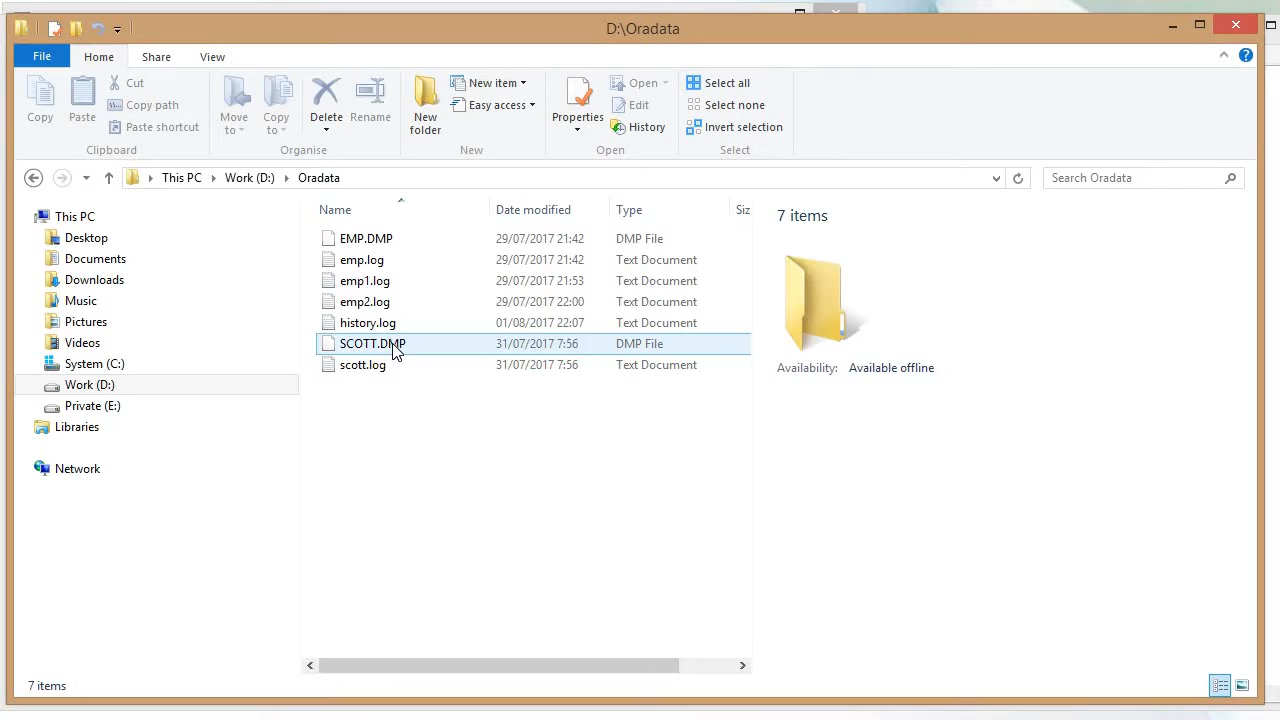 D:\Oradata
File Home Share View
Copy
Paste
Cut
Copy path
Paste shortcut
Clipboard
Move to
Copy to
Delete
Rename
Organise
New folder
New item
Easy access
New
Properties
Open
Edit
History
Open
Select all
Select none
Invert selection
Select
This PC Work (D:) Oradata
Search Oradata
This PC
Desktop
Documents
Downloads
Music
Pictures
Videos
System (C:)
Work (D:)
Private (E:)
Libraries
Network
Name Date modified Type Siz
EMP.DMP 29/07/2017 21:42 DMP File
emp.log 29/07/2017 21:42 Text Document
emp1.log 29/07/2017 21:53 Text Document
emp2.log 29/07/2017 22:00 Text Document
history.log 01/08/2017 22:07 Text Document
SCOTT.DMP 31/07/2017 7:56 DMP File
scott.log 31/07/2017 7:56 Text Document
7 items
Availability: Available offline
7 items